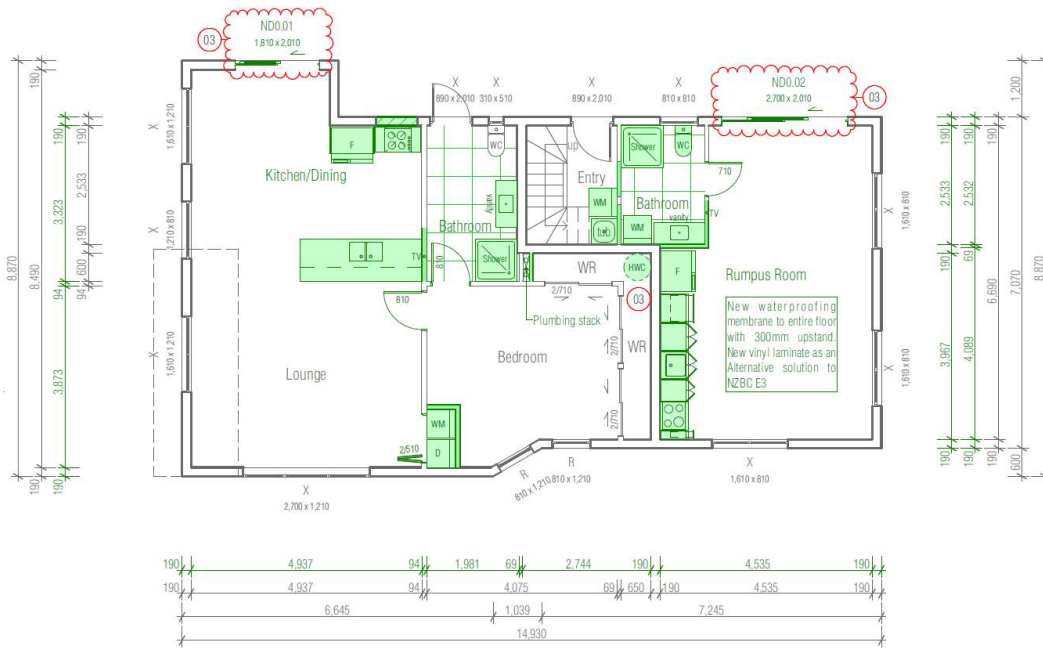 ND0.01
1,810 x 2,010
03
ND0.02
2,700 x 2,010
03
X
890 x 2,010
X
310 x 510
X
890 x 2,010
X
810 x 810
X
1,610 x 1,210
X
1,210 x 810
X
1,610 x 1,210
F
Kitchen/Dining
WC
vanity
Bathroom
Shower
TV
810
810
up
Entry
WM
tub
Shower
WC
Bathroom
WM
vanity
710
TV
WR
HWC
2/710
03
Plumbing stack
WR
2/710
2/710
Bedroom
Lounge
F
Rumpus Room
New waterproofing
membrane to entire floor
with 300mm upstand.
New vinyl laminate as an
Alternative solution to
NZBC E3
X
1,610 x 810
X
1,610 x 810
WM
D
2/510
X
2,700 x 1,210
R
810 x 1,210
R
810 x 1,210
X
1,610 x 810
8,870
190
8,490
190
190
3,323
94
3,873
190
190
2,533
190
600
94
190
2,533
190
3,967
190
190
2,532
69
4,089
190
190
6,690
190
600
1,200
7,070
600
8,870
190 4,937 94 1,981 69 2,744 190 4,535 190
190 4,937 94 4,075 69 650 190 4,535 190
6,645 1,039 7,245
14,930